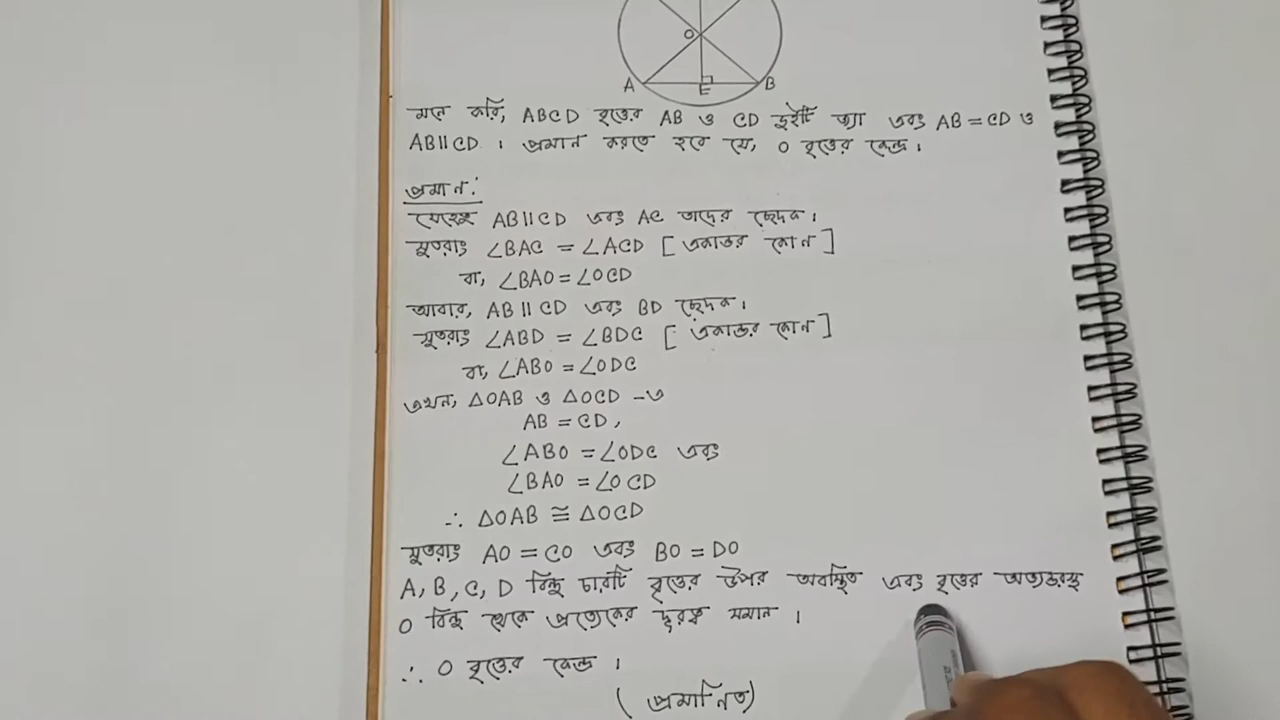 O
A
E
B
মনে করি, ABCD বৃত্তের AB ও CD দুইটি জ্যা এবং AB = CD ও
AB || CD । প্রমান করতে হবে যে, O বৃত্তের কেন্দ্র ।
প্রমান:
যেহেতু AB || CD এবং AC তাদের ছেদক ।
সুতরাং ∠BAC = ∠ACD [ একান্তর কোন ]
বা, ∠BAO = ∠OCD
আবার, AB || CD এবং BD ছেদক ।
সুতরাং ∠ABD = ∠BDC [ একান্তর কোন ]
বা, ∠ABO = ∠ODC
এখন, △OAB ও △OCD -এ
AB = CD,
∠ABO = ∠ODC এবং
∠BAO = ∠OCD
∴ △OAB ≅ △OCD
সুতরাং AO = CO এবং BO = DO
A, B, C, D বিন্দু চারটি বৃত্তের উপর অবস্থিত এবং বৃত্তের অভ্যন্তরস্থ
O বিন্দু থেকে প্রত্যেকের দূরত্ব সমান ।
∴ O বৃত্তের কেন্দ্র ।
(প্রমানিত)